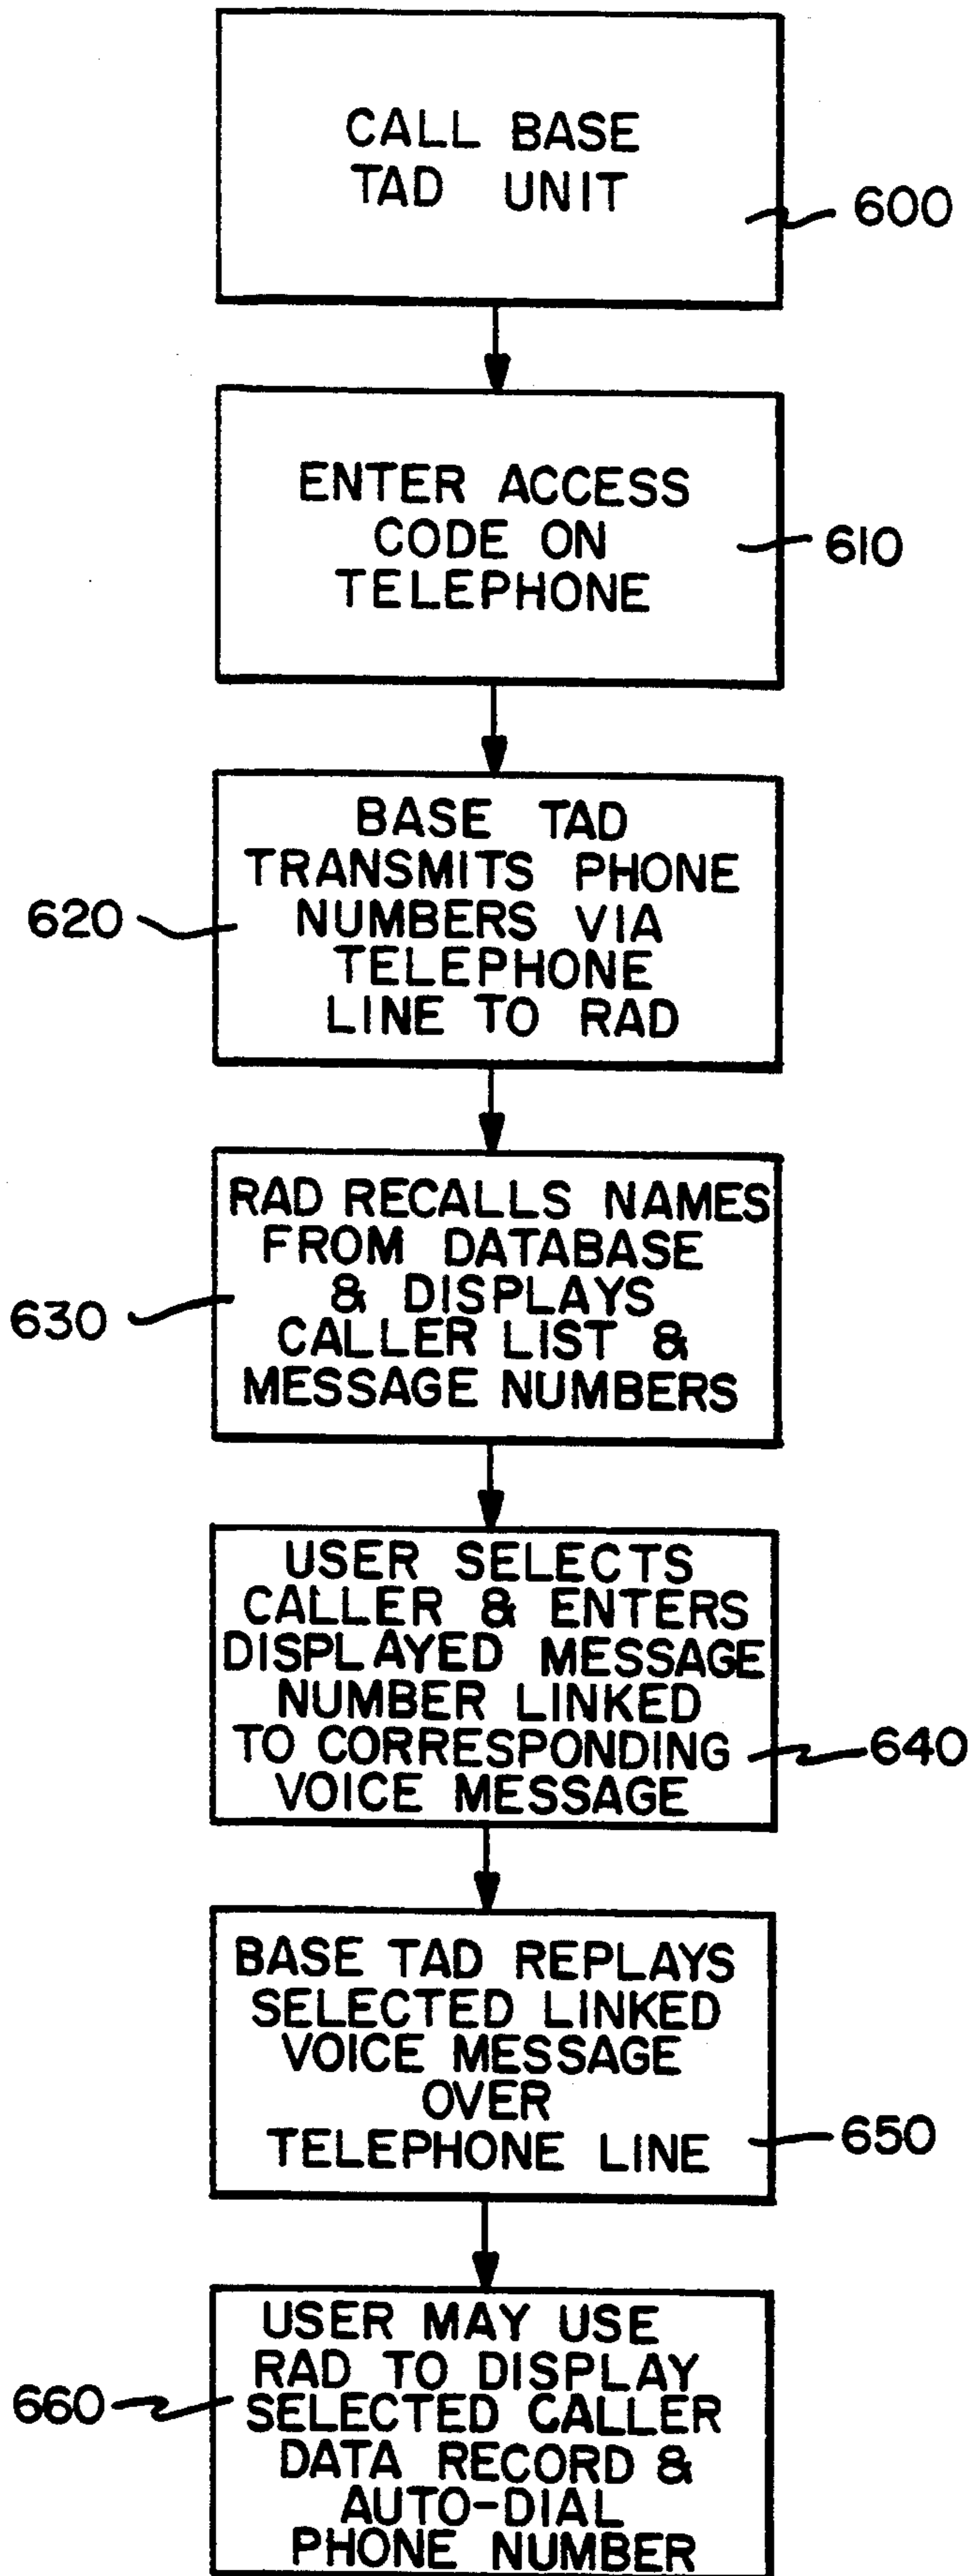 CALL BASE
TAD UNIT
600
ENTER ACCESS
CODE ON
TELEPHONE
610
BASE TAD
TRANSMITS PHONE
NUMBERS VIA
TELEPHONE
LINE TO RAD
620
RAD RECALLS NAMES
FROM DATABASE
& DISPLAYS
CALLER LIST &
MESSAGE NUMBERS
630
USER SELECTS
CALLER & ENTERS
DISPLAYED MESSAGE
NUMBER LINKED
TO CORRESPONDING
VOICE MESSAGE
640
BASE TAD REPLAYS
SELECTED LINKED
VOICE MESSAGE
OVER
TELEPHONE LINE
650
USER MAY USE
RAD TO DISPLAY
SELECTED CALLER
DATA RECORD &
AUTO-DIAL
PHONE NUMBER
660